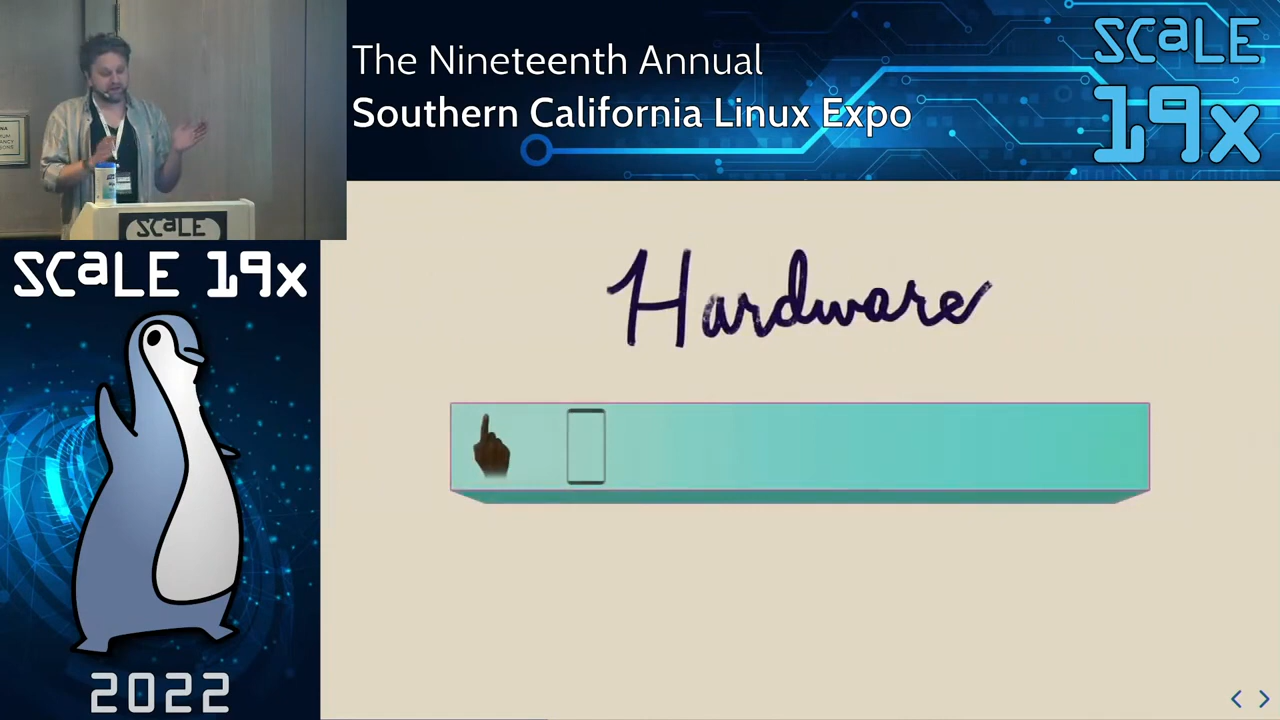 The Nineteenth Annual
Southern California Linux Expo
SCaLE
19x
SCaLE
SCaLE 19x
Hardware
2022